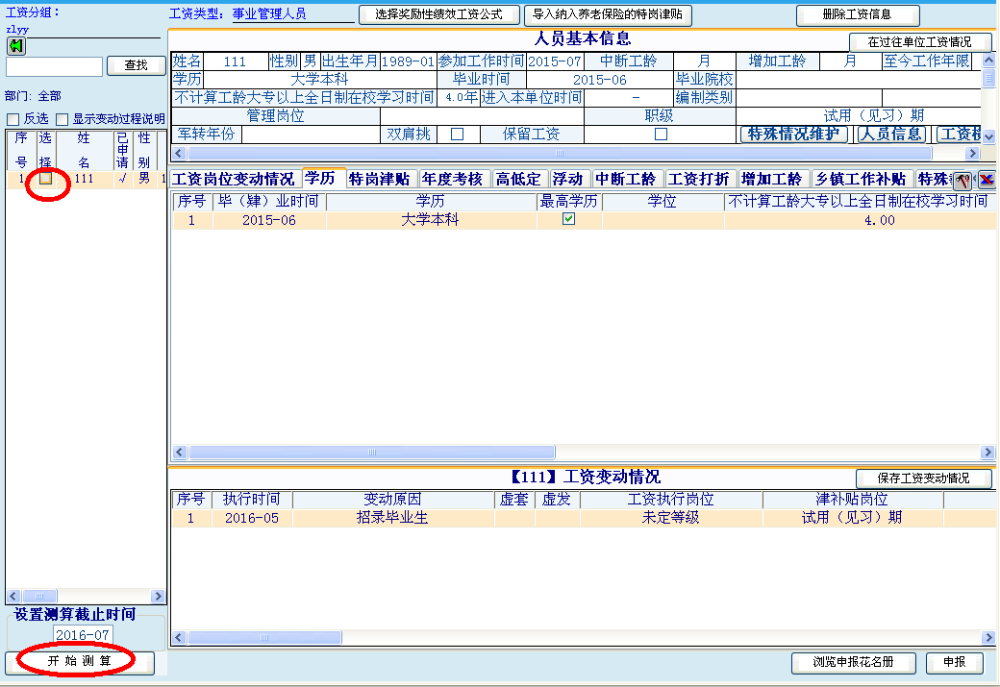 工资分组:
zlyy
查找
部门: 全部
反选 显示变动过程说明
序号 选择 姓名 已申请 性别
1 111 √ 男 1
设置测算截止时间
2016-07
开 始 测 算
工资类型: 事业管理人员 选择奖励性绩效工资公式 导入纳入养老保险的特岗津贴 删除工资信息
人员基本信息 在过往单位工资情况
姓名 111 性别 男 出生年月 1989-01 参加工作时间 2015-07 中断工龄 月 增加工龄 月 至今工作年限
学历 大学本科 毕业时间 2015-06 毕业院校
不计算工龄大专以上全日制在校学习时间 4.0年 进入本单位时间 - 编制类别
管理岗位 职级 试用（见习）期
军转年份 双肩挑 保留工资 特殊情况维护 人员信息 工资
工资岗位变动情况 学历 特岗津贴 年度考核 高低定 浮动 中断工龄 工资打折 增加工龄 乡镇工作补贴 特殊
序号 毕（肄）业时间 学历 最高学历 学位 不计算工龄大专以上全日制在校学习时间
1 2015-06 大学本科 4.00
【111】工资变动情况 保存工资变动情况
序号 执行时间 变动原因 虚套 虚发 工资执行岗位 津补贴岗位
1 2016-05 招录毕业生 未定等级 试用（见习）期
浏览申报花名册 申报